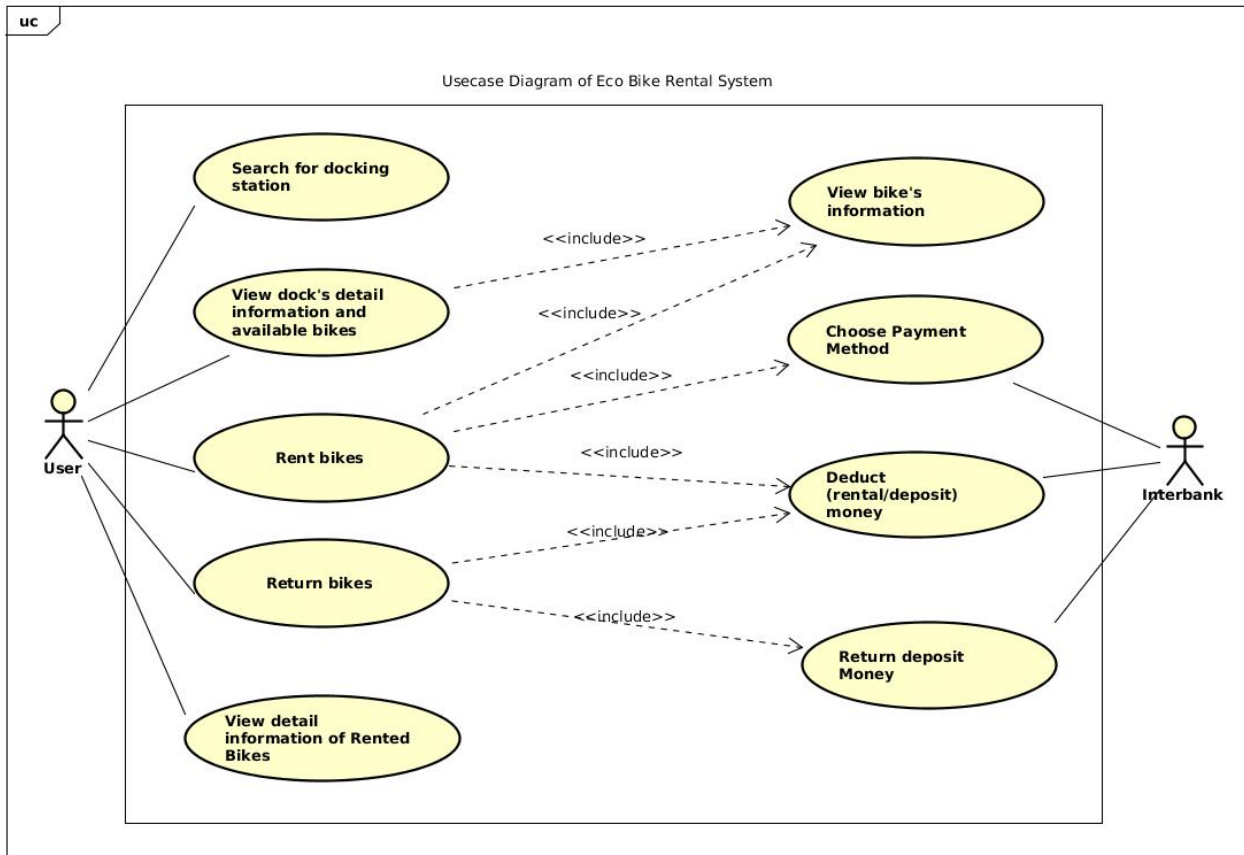 uc
Usecase Diagram of Eco Bike Rental System
Search for docking
station
View bike's
information
<<include>>
View dock's detail
information and
available bikes
<<include>>
Choose Payment
Method
<<include>>
User
Rent bikes
<<include>>
Deduct
(rental/deposit)
money
Interbank
<<include>>
Return bikes
<<include>>
Return deposit
Money
View detail
information of Rented
Bikes